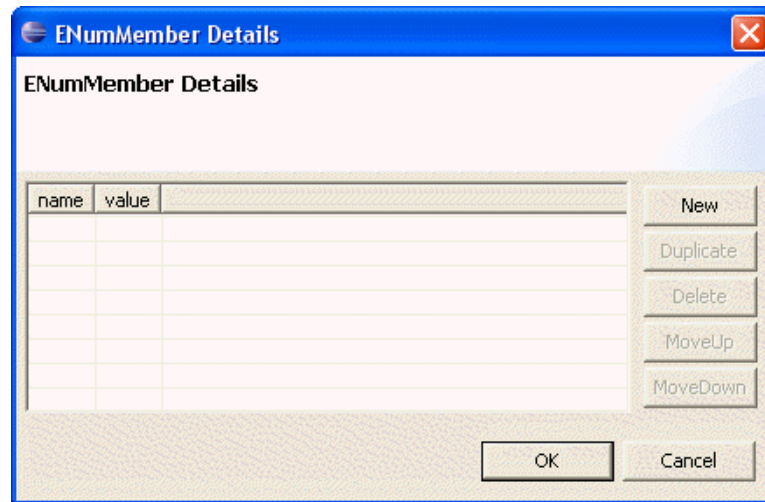 ENumMember Details
ENumMember Details
name value
New
Duplicate
Delete
MoveUp
MoveDown
OK Cancel